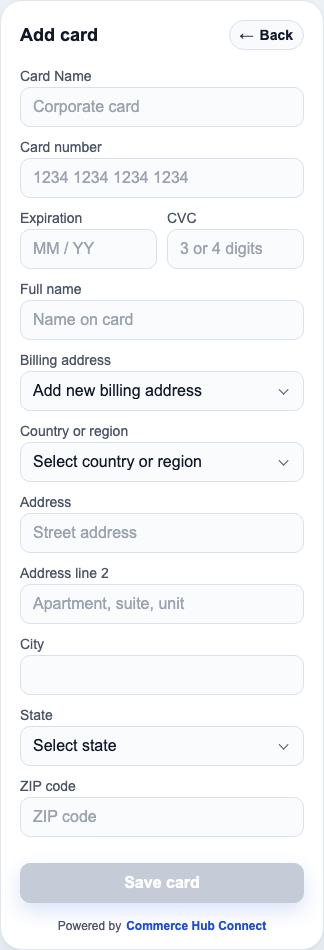 Add card
← Back
Card Name
Corporate card
Card number
1234 1234 1234 1234
Expiration CVC
MM / YY 3 or 4 digits
Full name
Name on card
Billing address
Add new billing address
Country or region
Select country or region
Address
Street address
Address line 2
Apartment, suite, unit
City
State
Select state
ZIP code
ZIP code
Save card
Powered by Commerce Hub Connect